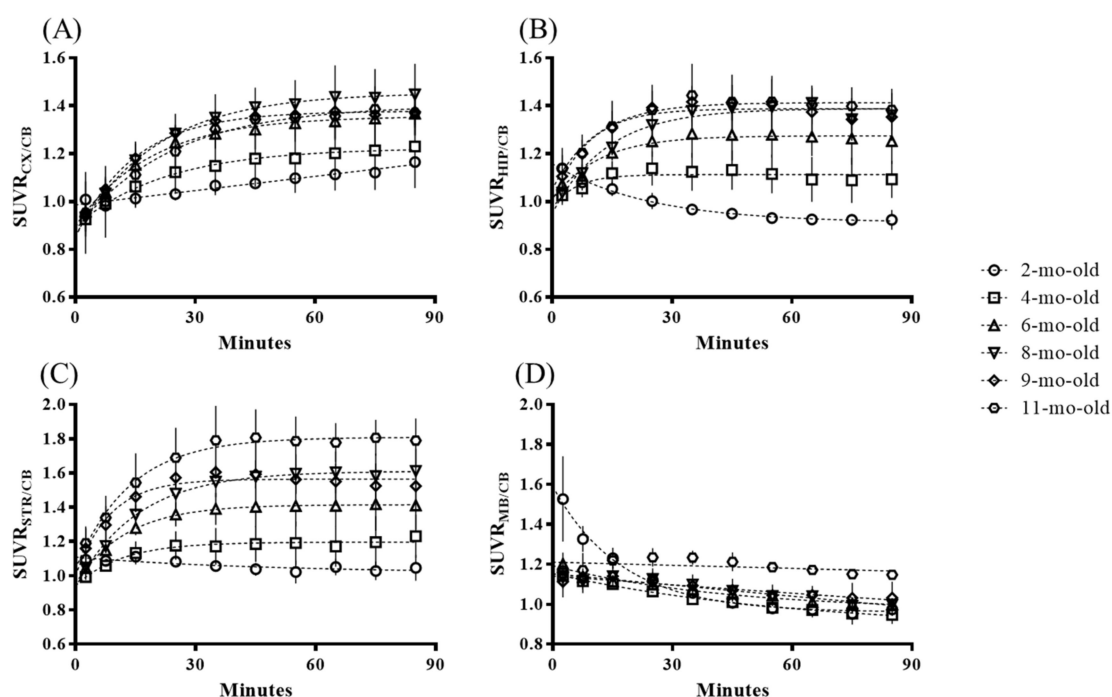 (A)
1.6
1.4
1.2
1.0
0.8
0.6
SUVR_CX/CB
0 30 60 90
Minutes
(B)
1.6
1.4
1.2
1.0
0.8
0.6
SUVR_HIP/CB
0 30 60 90
Minutes
(C)
2.0
1.8
1.6
1.4
1.2
1.0
0.8
0.6
SUVR_STR/CB
0 30 60 90
Minutes
(D)
2.0
1.8
1.6
1.4
1.2
1.0
0.8
SUVR_MB/CB
0 30 60 90
Minutes
2-mo-old
4-mo-old
6-mo-old
8-mo-old
9-mo-old
11-mo-old